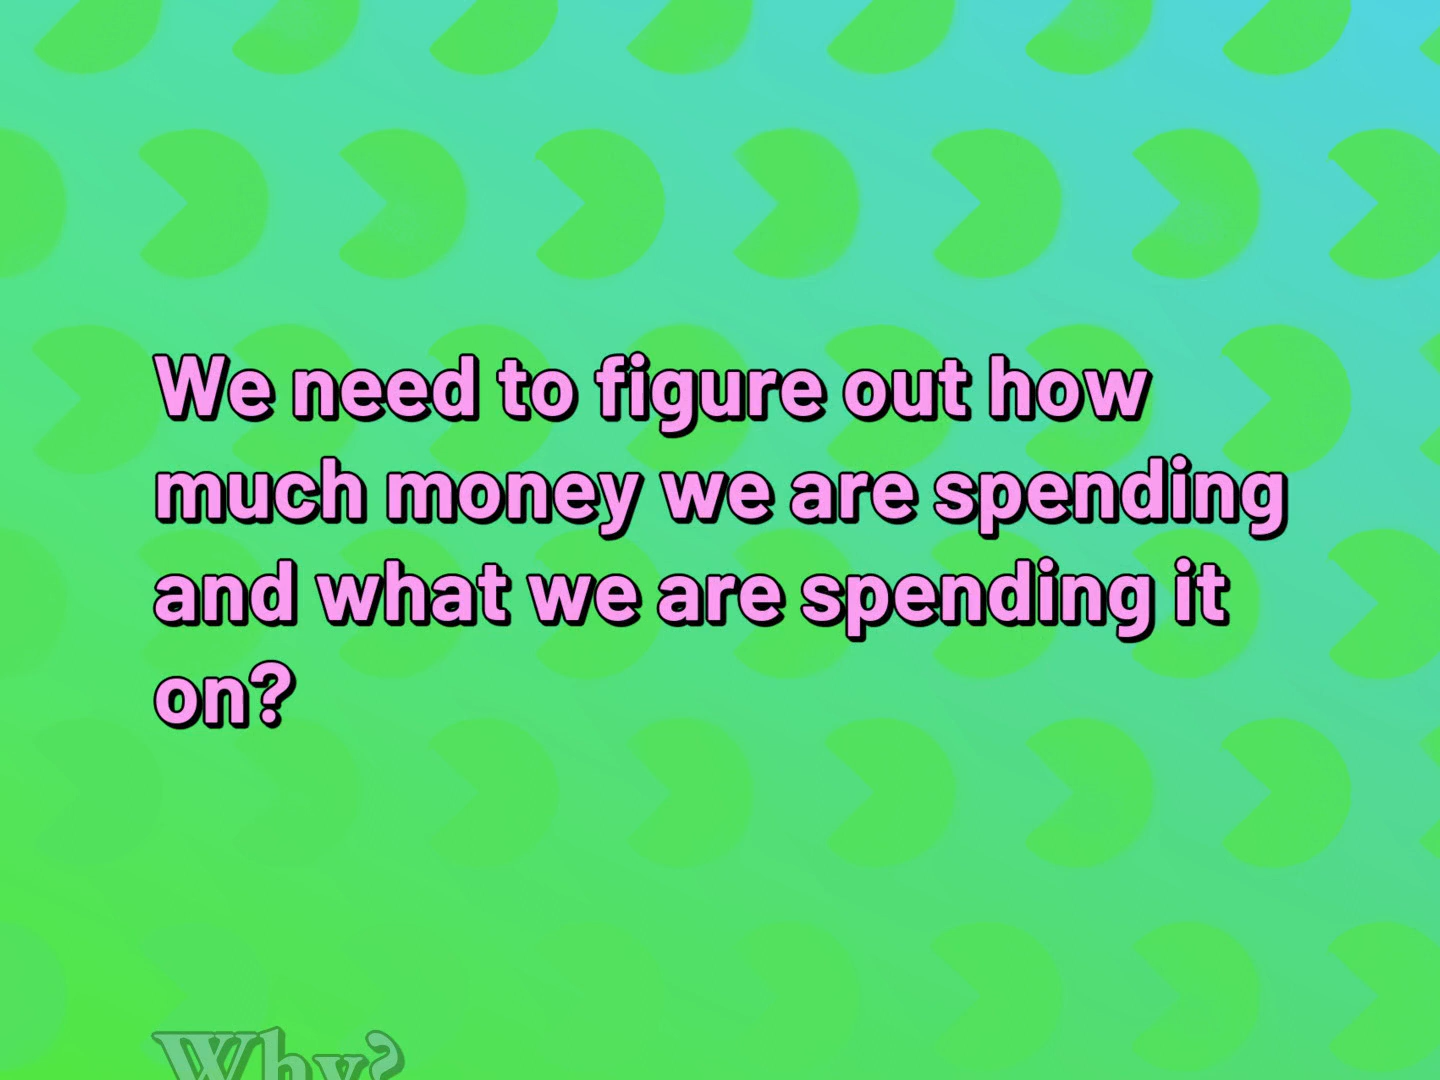 We need to figure out how
much money we are spending
and what we are spending it
on?
Why?